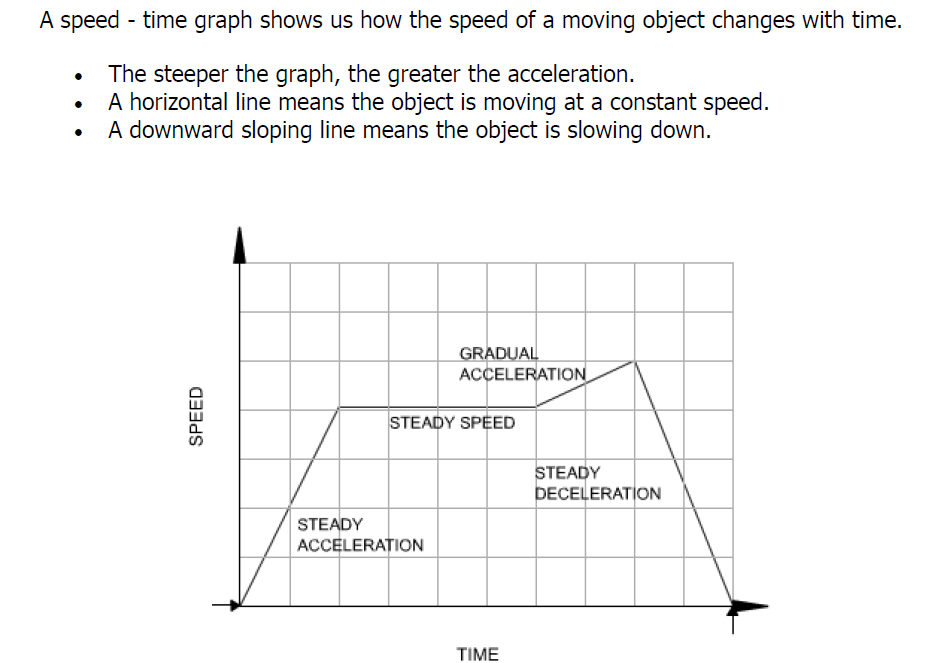 A speed - time graph shows us how the speed of a moving object changes with time.
• The steeper the graph, the greater the acceleration.
• A horizontal line means the object is moving at a constant speed.
• A downward sloping line means the object is slowing down.
GRADUAL
ACCELERATION
SPEED
STEADY SPEED
STEADY
DECELERATION
STEADY
ACCELERATION
TIME